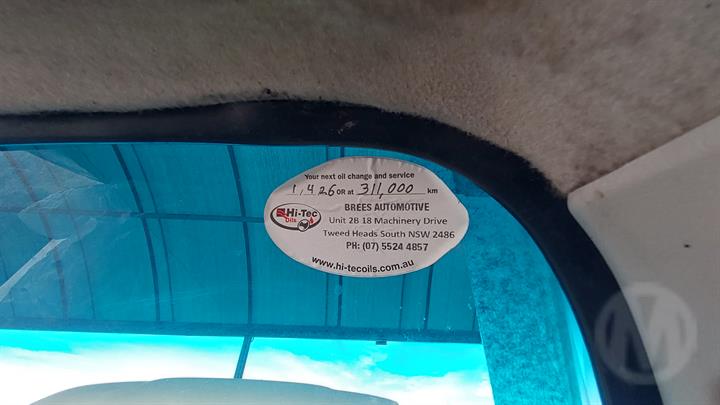 Your next oil change and service
1,4,26 OR at 311,000 km
Hi-Tec
Oils
BREES AUTOMOTIVE
Unit 2B 18 Machinery Drive
Tweed Heads South NSW 2486
PH: (07) 5524 4857
www.hi-tecoils.com.au
M